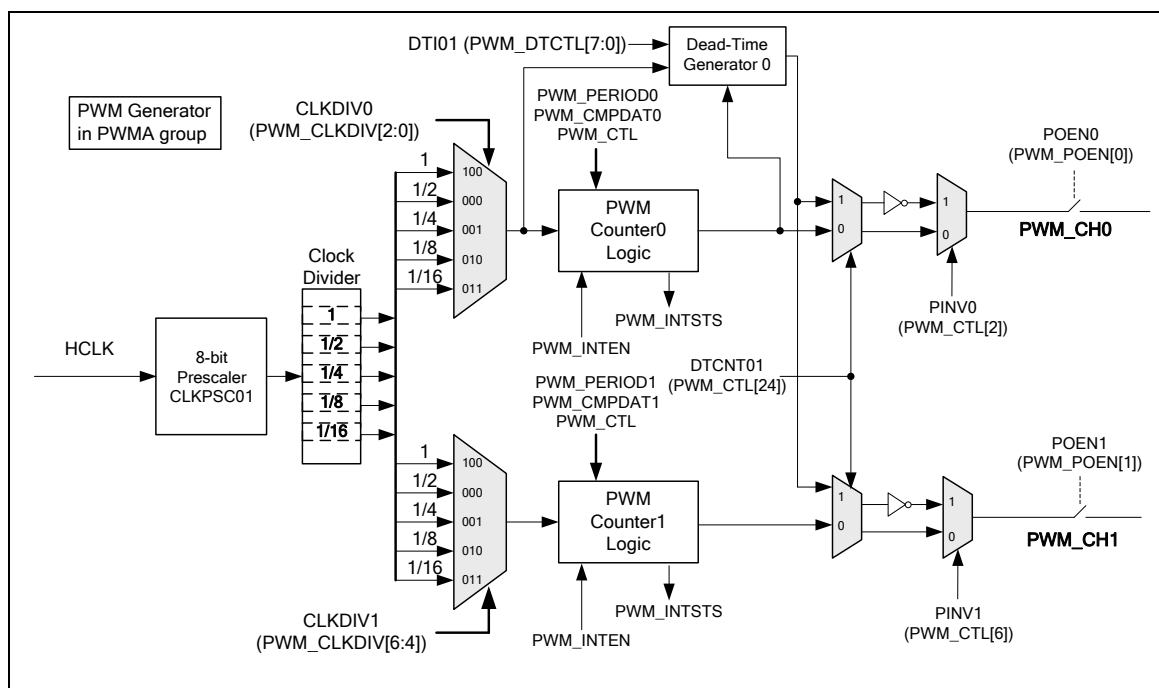 DTI01 (PWM_DTCTL[7:0])
Dead-Time
Generator 0
PWM Generator
in PWMA group
CLKDIV0
(PWM_CLKDIV[2:0])
PWM_PERIOD0
PWM_CMPDAT0
PWM_CTL
POEN0
(PWM_POEN[0])
1
1/2
1/4
1/8
1/16
100
000
001
010
011
PWM
Counter0
Logic
1
0
1
0
PWM_CH0
Clock
Divider
1
1/2
1/4
1/8
1/16
PWM_INTSTS
PWM_INTEN
PINV0
(PWM_CTL[2])
HCLK
8-bit
Prescaler
CLKPSC01
DTCNT01
(PWM_CTL[24])
PWM_PERIOD1
PWM_CMPDAT1
PWM_CTL
POEN1
(PWM_POEN[1])
1
1/2
1/4
1/8
1/16
100
000
001
010
011
PWM
Counter1
Logic
1
0
1
0
PWM_CH1
PWM_INTSTS
PWM_INTEN
CLKDIV1
(PWM_CLKDIV[6:4])
PINV1
(PWM_CTL[6])